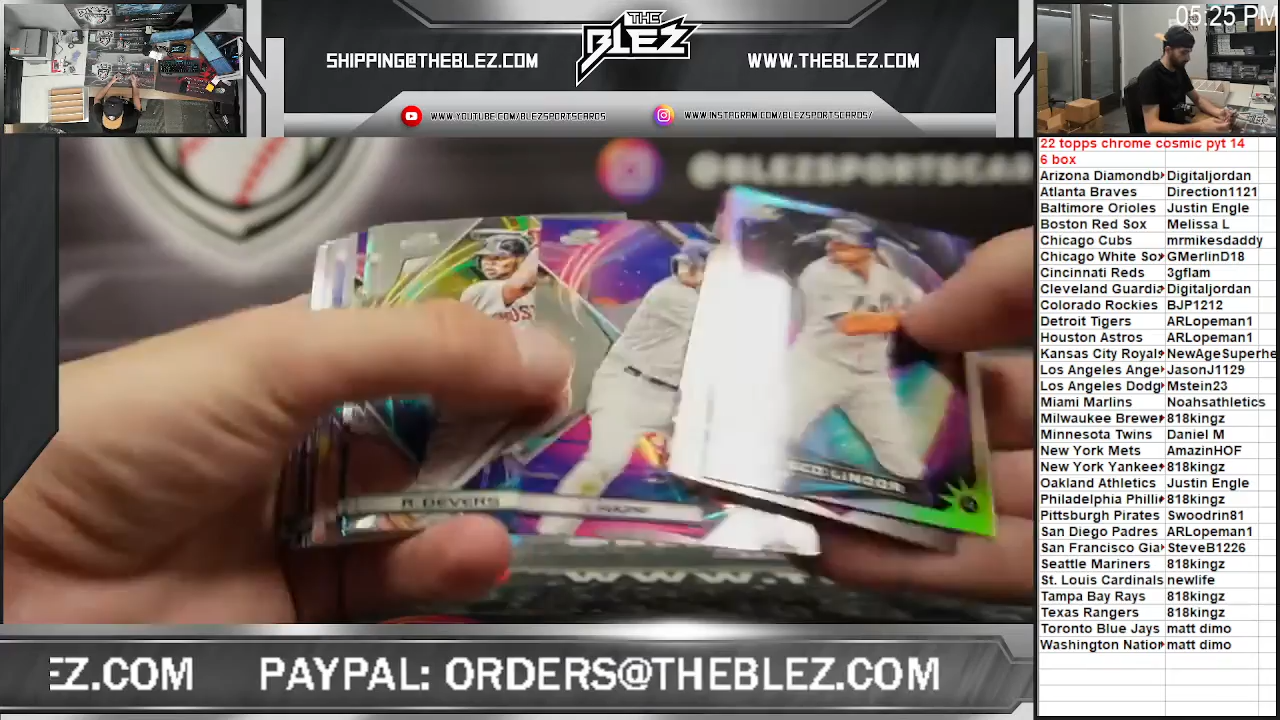 05:25 PM
THE
BLEZ
SHIPPING@THEBLEZ.COM
WWW.THEBLEZ.COM
WWW.YOUTUBE.COM/BLEZSPORTSCARDS
WWW.INSTAGRAM.COM/BLEZSPORTSCARDS/
@BLEZSPORTSCAR
R. DEVERS
22 topps chrome cosmic pyt 14
6 box
Arizona Diamondb Digitaljordan
Atlanta Braves Direction1121
Baltimore Orioles Justin Engle
Boston Red Sox Melissa L
Chicago Cubs mrmikesdaddy
Chicago White Sox GMerlinD18
Cincinnati Reds 3gflam
Cleveland Guardia Digitaljordan
Colorado Rockies BJP1212
Detroit Tigers ARLopeman1
Houston Astros ARLopeman1
Kansas City Royals NewAgeSuperhe
Los Angeles Ange JasonJ1129
Los Angeles Dodg Mstein23
Miami Marlins Noahsathletics
Milwaukee Brewe 818kingz
Minnesota Twins Daniel M
New York Mets AmazinHOF
New York Yankee 818kingz
Oakland Athletics Justin Engle
Philadelphia Philli 818kingz
Pittsburgh Pirates Swoodrin81
San Diego Padres ARLopeman1
San Francisco Gia SteveB1226
Seattle Mariners 818kingz
St. Louis Cardinals newlife
Tampa Bay Rays 818kingz
Texas Rangers 818kingz
Toronto Blue Jays matt dimo
Washington Nation matt dimo
EZ.COM PAYPAL: ORDERS@THEBLEZ.COM